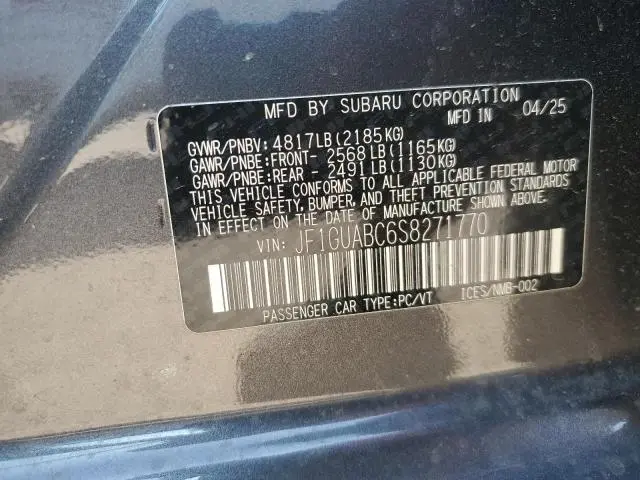 MFD BY SUBARU CORPORATION
MFD IN 04/25
GVWR/PNBV: 4817LB(2185KG)
GAWR/PNBE:FRONT- 2568LB(1165KG)
GAWR/PNBE:REAR - 2491LB(1130KG)
THIS VEHICLE CONFORMS TO ALL APPLICABLE FEDERAL MOTOR
VEHICLE SAFETY,BUMPER,AND THEFT PREVENTION STANDARDS
IN EFFECT ON THE DATE OF MANUFACTURE SHOWN ABOVE.
VIN: JF1GUABC6S8271770
PASSENGER CAR TYPE:PC/VT ICES/NMB-002